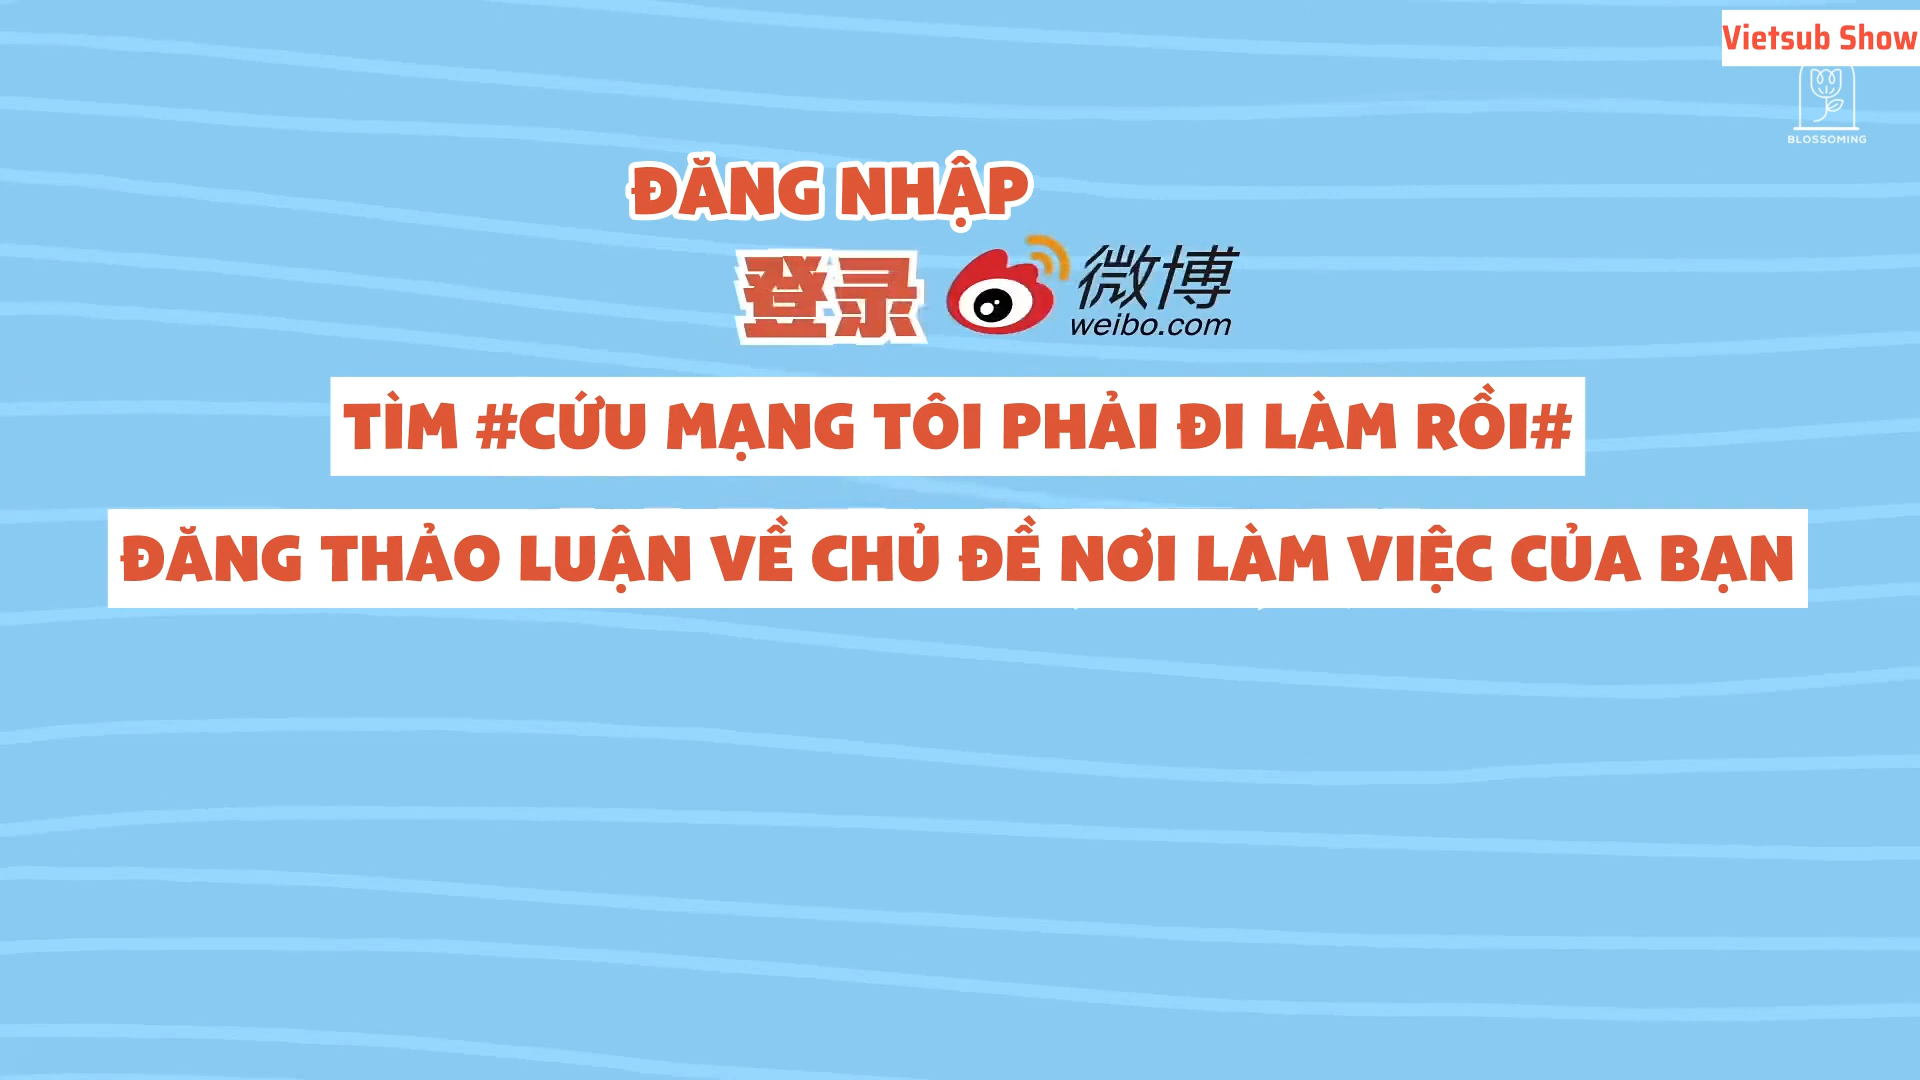 Vietsub Show
BLOSSOMING
ĐĂNG NHẬP
登录 微博
weibo.com
TÌM #CỨU MẠNG TÔI PHẢI ĐI LÀM RỒI#
ĐĂNG THẢO LUẬN VỀ CHỦ ĐỀ NƠI LÀM VIỆC CỦA BẠN